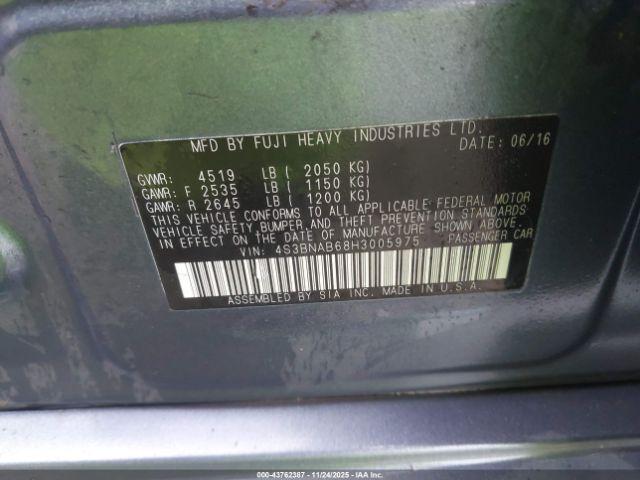 MFD BY FUJI HEAVY INDUSTRIES LTD.
DATE: 06/16
GVWR: 4519 LB ( 2050 KG)
GAWR: F 2535 LB ( 1150 KG)
GAWR: R 2645 LB ( 1200 KG)
THIS VEHICLE CONFORMS TO ALL APPLICABLE FEDERAL MOTOR
VEHICLE SAFETY, BUMPER, AND THEFT PREVENTION STANDARDS
IN EFFECT ON THE DATE OF MANUFACTURE SHOWN ABOVE.
VIN: 4S3BNAB68H3005975 PASSENGER CAR
ASSEMBLED BY SIA INC. MADE IN U.S.A.
© 000-43762387 - 11/24/2025 - IAA Inc.